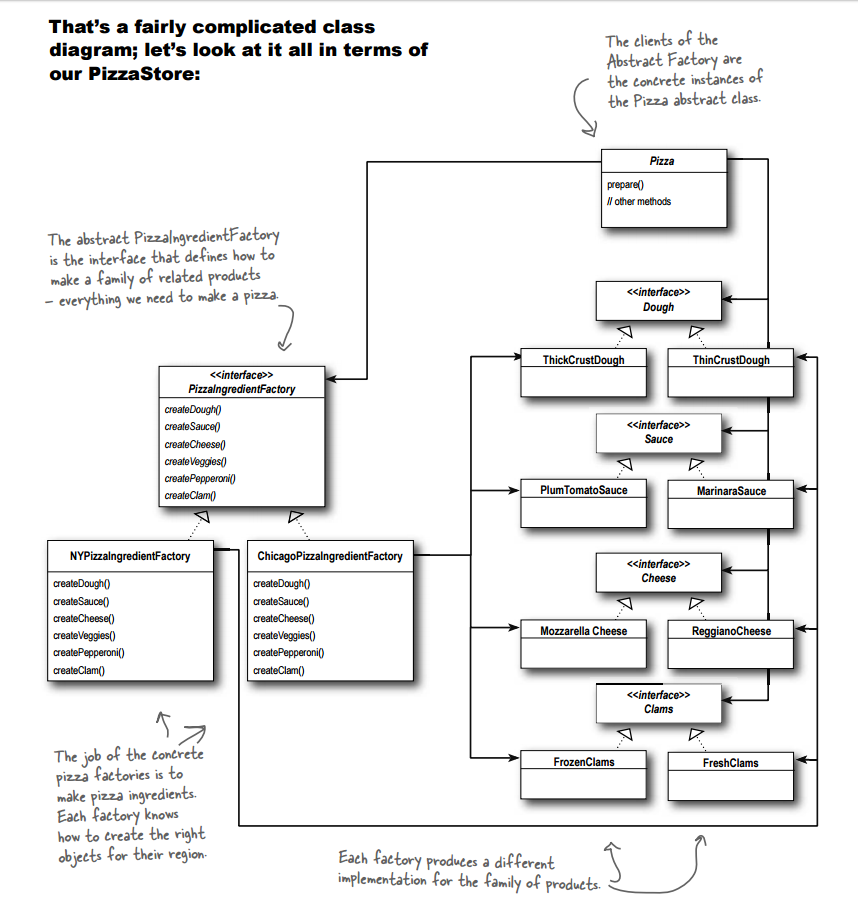 That's a fairly complicated class
diagram; let's look at it all in terms of
our PizzaStore:
The clients of the
Abstract Factory are
the concrete instances of
the Pizza abstract class.
Pizza
prepare()
// other methods
The abstract PizzaIngredientFactory
is the interface that defines how to
make a family of related products
– everything we need to make a pizza.
<<interface>>
Dough
ThickCrustDough
ThinCrustDough
<<interface>>
PizzaIngredientFactory
createDough()
createSauce()
createCheese()
createVeggies()
createPepperoni()
createClam()
<<interface>>
Sauce
PlumTomatoSauce
MarinaraSauce
NYPizzaIngredientFactory
createDough()
createSauce()
createCheese()
createVeggies()
createPepperoni()
createClam()
ChicagoPizzaIngredientFactory
createDough()
createSauce()
createCheese()
createVeggies()
createPepperoni()
createClam()
<<interface>>
Cheese
Mozzarella Cheese
ReggianoCheese
<<interface>>
Clams
FrozenClams
FreshClams
The job of the concrete
pizza factories is to
make pizza ingredients.
Each factory knows
how to create the right
objects for their region.
Each factory produces a different
implementation for the family of products.